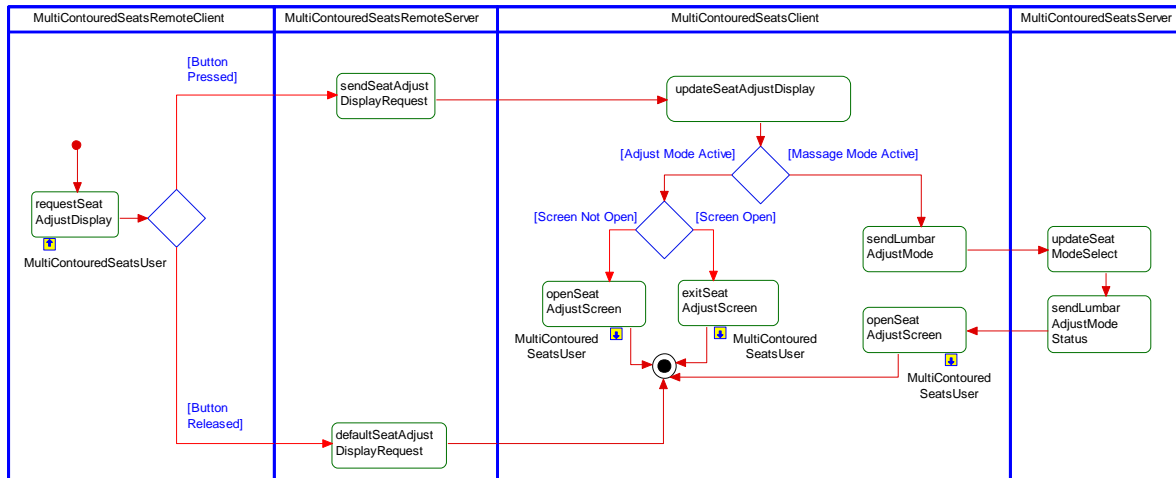 MultiContouredSeatsRemoteClient
MultiContouredSeatsRemoteServer
MultiContouredSeatsClient
MultiContouredSeatsServer
[Button
Pressed]
sendSeatAdjust
DisplayRequest
updateSeatAdjustDisplay
[Adjust Mode Active]
[Massage Mode Active]
requestSeat
AdjustDisplay
MultiContouredSeatsUser
[Screen Not Open]
[Screen Open]
sendLumbar
AdjustMode
updateSeat
ModeSelect
openSeat
AdjustScreen
MultiContoured
SeatsUser
exitSeat
AdjustScreen
MultiContoured
SeatsUser
openSeat
AdjustScreen
MultiContoured
SeatsUser
sendLumbar
AdjustMode
Status
[Button
Released]
defaultSeatAdjust
DisplayRequest